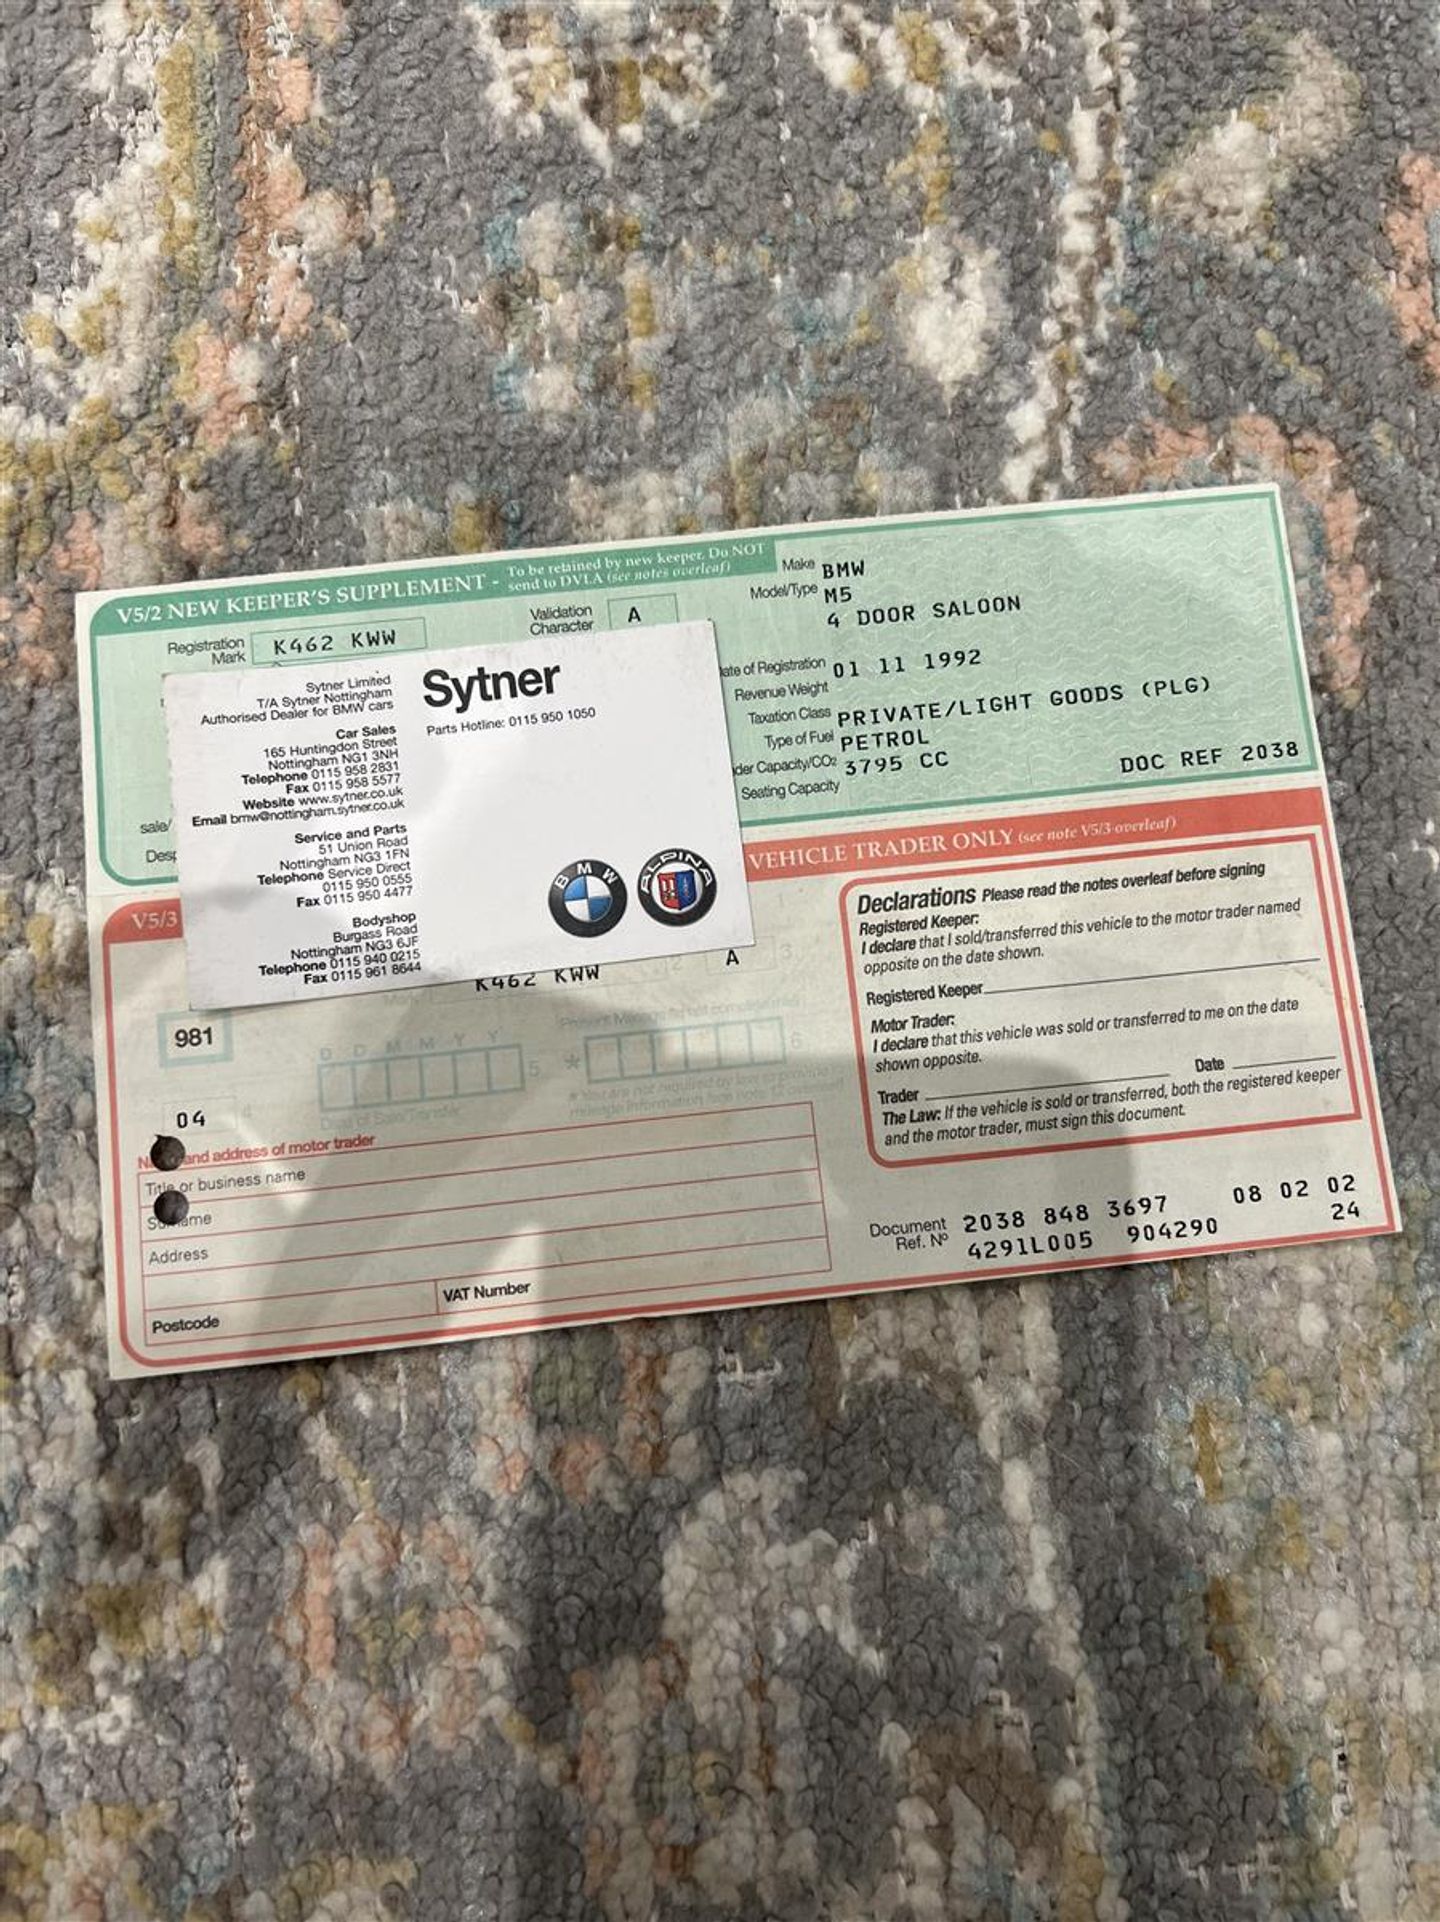 V5/2 NEW KEEPER'S SUPPLEMENT - To be retained by new keeper. Do NOT
send to DVLA (see notes overleaf)
Registration
Mark
K462 KWW
Validation
Character
A
Make BMW
Model/Type M5
4 DOOR SALOON
ate of Registration 01 11 1992
Revenue Weight
Taxation Class PRIVATE/LIGHT GOODS (PLG)
Type of Fuel PETROL
der Capacity/CO2 3795 CC
Seating Capacity
DOC REF 2038
sale/
Desp
Sytner Limited
T/A Sytner Nottingham
Authorised Dealer for BMW cars
Car Sales
165 Huntingdon Street
Nottingham NG1 3NH
Telephone 0115 958 2831
Fax 0115 958 5577
Website www.sytner.co.uk
Email bmw@nottingham.sytner.co.uk
Service and Parts
51 Union Road
Nottingham NG3 1FN
Telephone Service Direct
0115 950 0555
Fax 0115 950 4477
Bodyshop
Burgass Road
Nottingham NG3 6JF
Telephone 0115 940 0215
Fax 0115 961 8644
Sytner
Parts Hotline: 0115 950 1050
BMW
ALPINA
V5/3
VEHICLE TRADER ONLY (see note V5/3 overleaf)
K462 KWW
2
A
3
981
D D M M Y Y
5
*
6
04
4
and address of motor trader
Title or business name
Address
VAT Number
Postcode
Declarations Please read the notes overleaf before signing
Registered Keeper:
I declare that I sold/transferred this vehicle to the motor trader named
opposite on the date shown.
Registered Keeper
Motor Trader:
I declare that this vehicle was sold or transferred to me on the date
shown opposite.
Trader
Date
The Law: If the vehicle is sold or transferred, both the registered keeper
and the motor trader, must sign this document.
Document
Ref. Nº
2038 848 3697 08 02 02
4291L005 904290 24